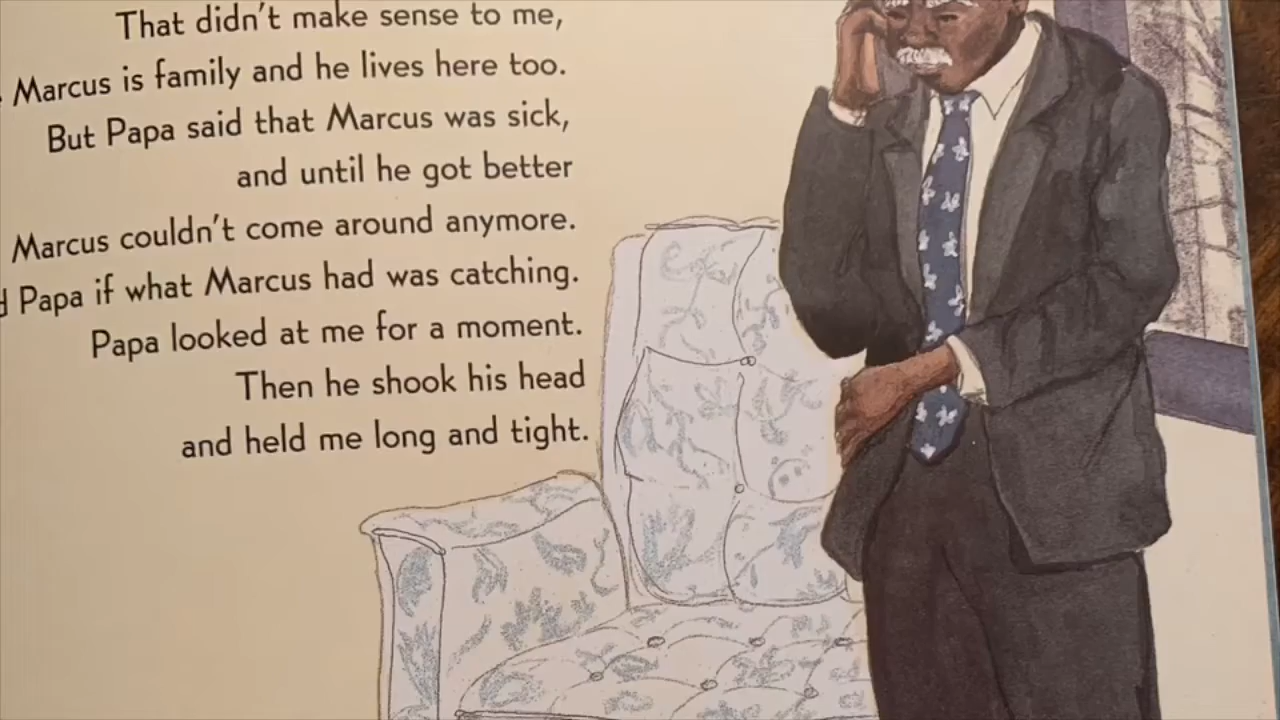 That didn't make sense to me,
Marcus is family and he lives here too.
But Papa said that Marcus was sick,
and until he got better
Marcus couldn't come around anymore.
Papa if what Marcus had was catching.
Papa looked at me for a moment.
Then he shook his head
and held me long and tight.